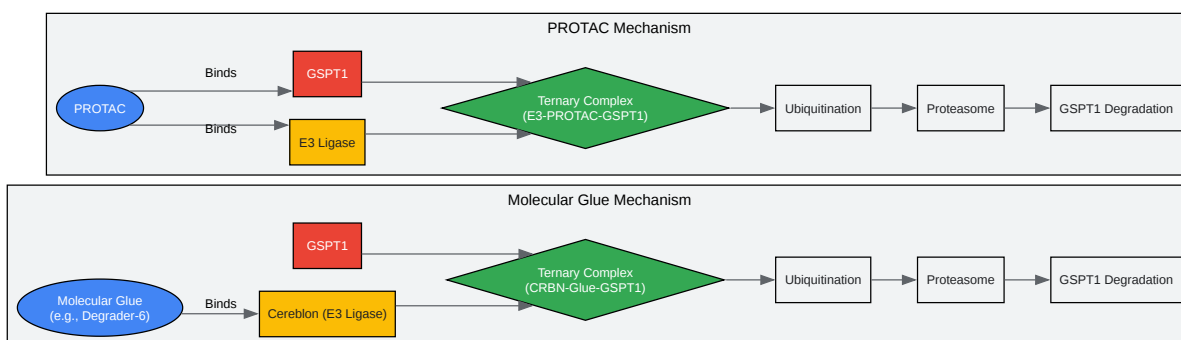 PROTAC Mechanism
PROTAC
Binds
Binds
GSPT1
E3 Ligase
Ternary Complex
(E3-PROTAC-GSPT1)
Ubiquitination
Proteasome
GSPT1 Degradation
Molecular Glue Mechanism
GSPT1
Molecular Glue
(e.g., Degrader-6)
Binds
Cereblon (E3 Ligase)
Ternary Complex
(CRBN-Glue-GSPT1)
Ubiquitination
Proteasome
GSPT1 Degradation